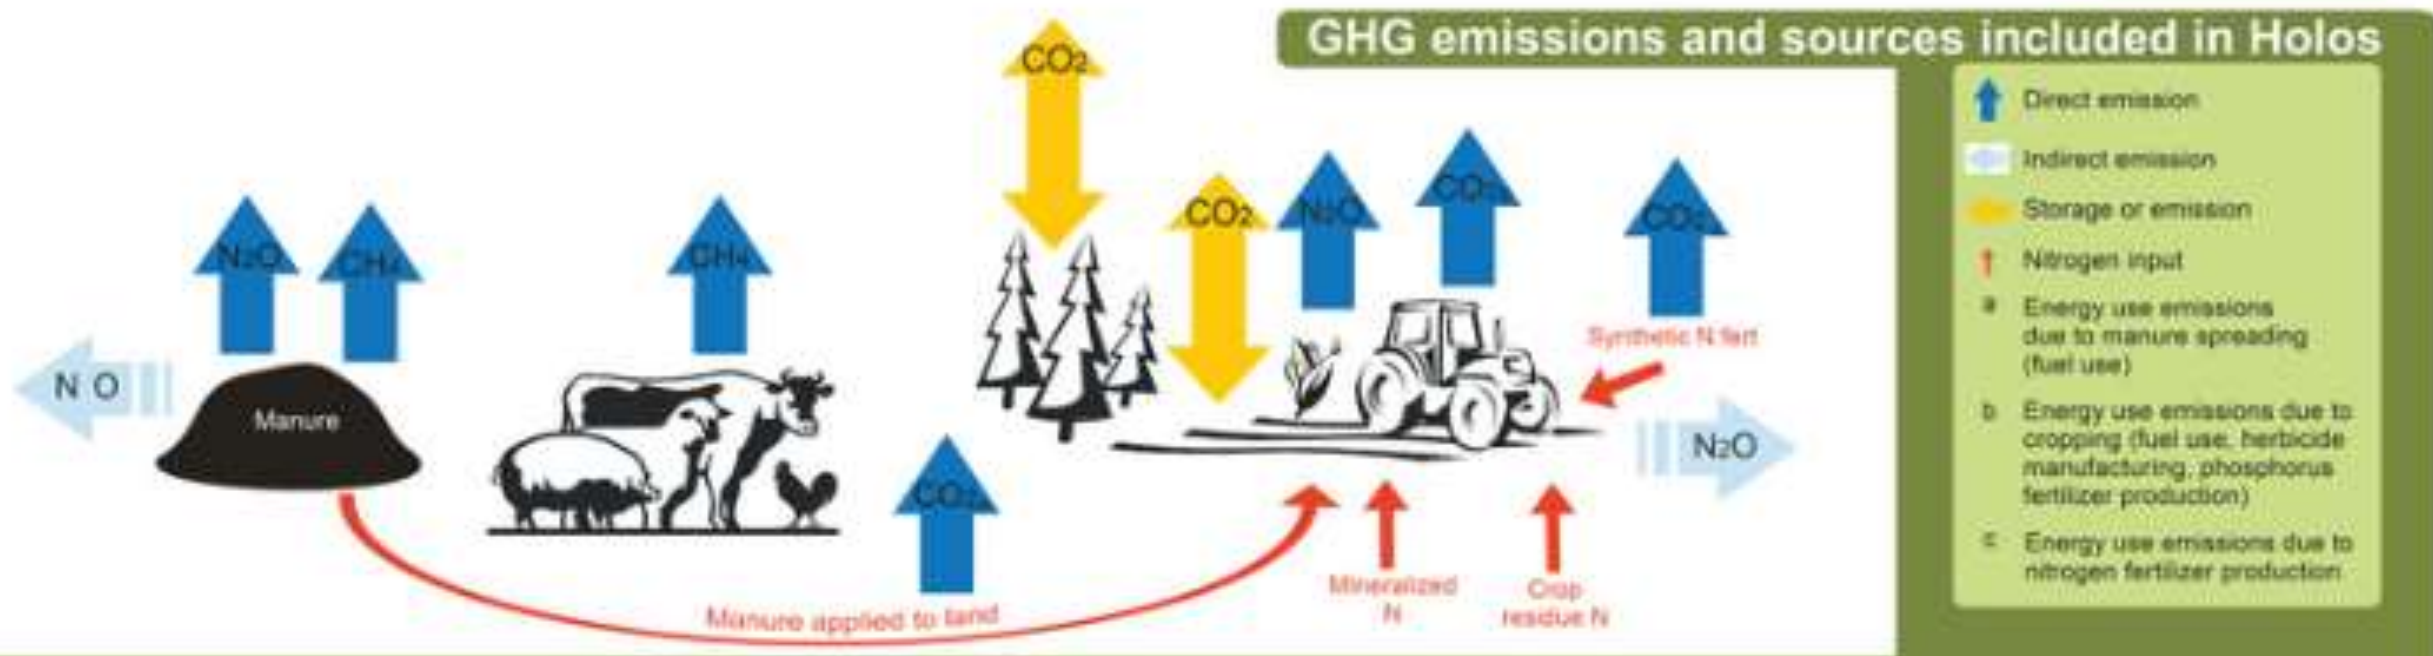 GHG emissions and sources included in Holos
CO2
CO2
N2O
CO2
CO2
N2O
CH4
CH4
N O
Manure
CO2
Manure applied to land
Synthetic N fert
N2O
Mineralized
N
Crop
residue N
Direct emission
Indirect emission
Storage or emission
Nitrogen input
a Energy use emissions
due to manure spreading
(fuel use)
b Energy use emissions due to
cropping (fuel use, herbicide
manufacturing, phosphorus
fertilizer production)
c Energy use emissions due to
nitrogen fertilizer production